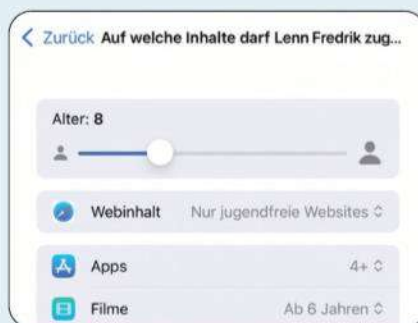 Zurück Auf welche Inhalte darf Lenn Fredrik zug...
Alter: 8
Webinhalt Nur jugendfreie Websites
Apps 4+
Filme Ab 6 Jahren